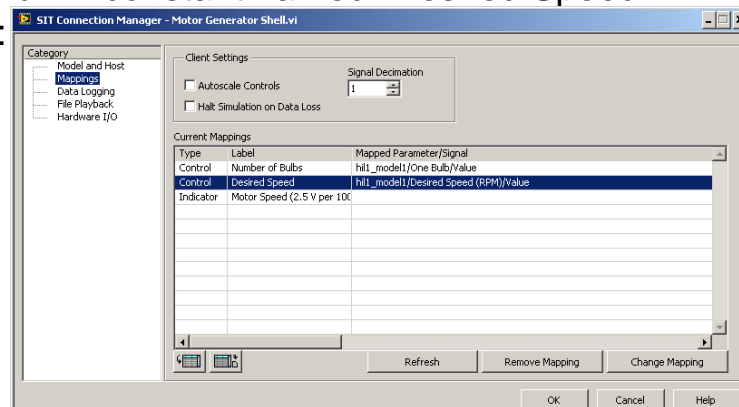 SIT Connection Manager - Motor Generator Shell.vi
Category
Model and Host
Mappings
Data Logging
File Playback
Hardware I/O
Client Settings
Autoscale Controls
Halt Simulation on Data Loss
Signal Decimation
1
Current Mappings
Type Label Mapped Parameter/Signal
Control Number of Bulbs hil1_model1/One Bulb/Value
Control Desired Speed hil1_model1/Desired Speed (RPM)/Value
Indicator Motor Speed (2.5 V per 100
Refresh Remove Mapping Change Mapping
OK Cancel Help